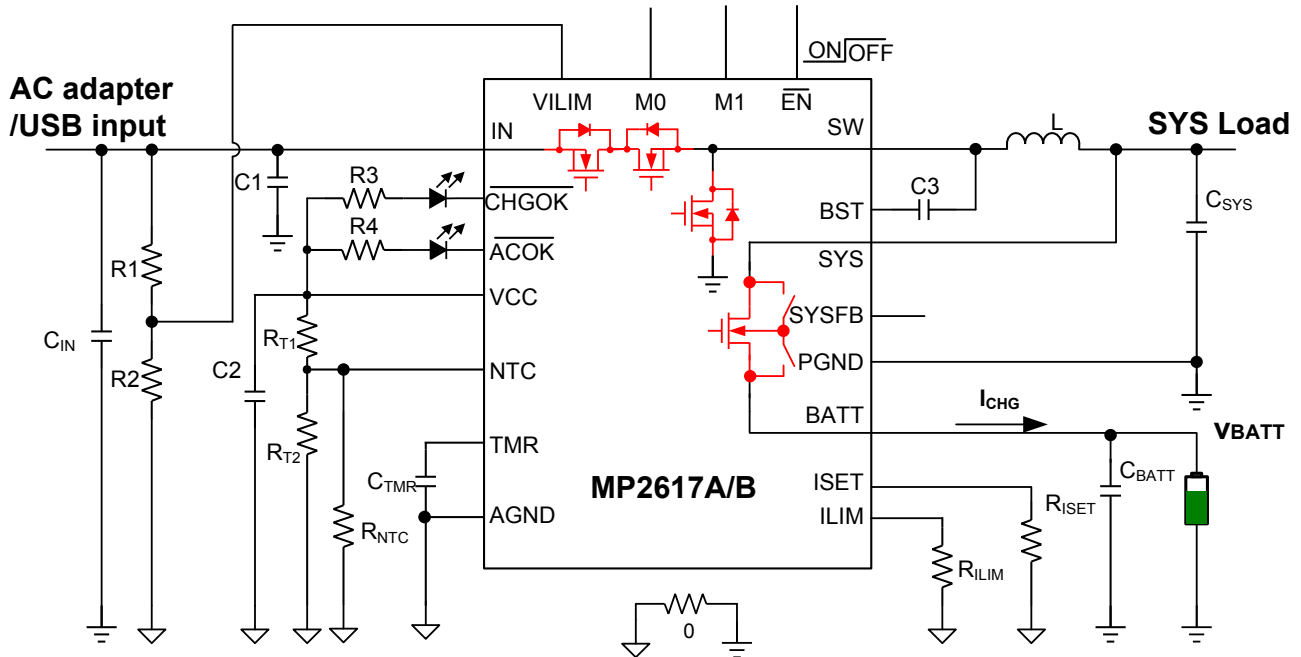 ON OFF
AC adapter
/USB input
VILIM M0 M1 EN
IN
SW
L
SYS Load
C1
R3
CHGOK
C3
BST
CSYS
R4
ACOK
SYS
R1
VCC
SYSFB
CIN
RT1
C2
R2
NTC
PGND
ICHG
BATT
VBATT
RT2
TMR
CTMR
MP2617A/B
ISET
CBATT
RISET
AGND
ILIM
RNTC
RILIM
0